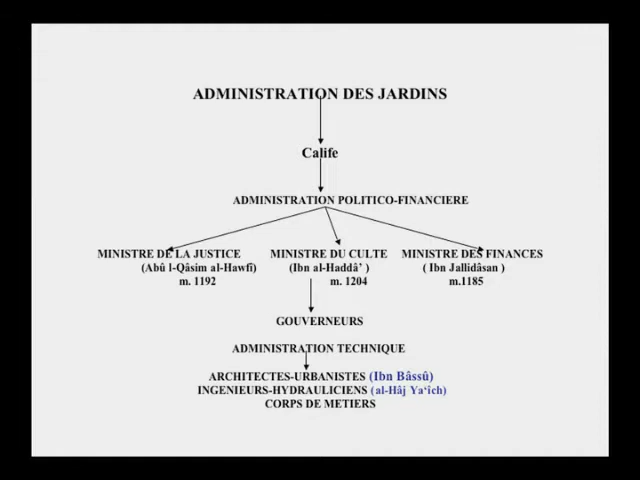 ADMINISTRATION DES JARDINS
Calife
ADMINISTRATION POLITICO-FINANCIERE
MINISTRE DE LA JUSTICE MINISTRE DU CULTE MINISTRE DES FINANCES
(Abû l-Qâsim al-Hawfî) (Ibn al-Haddâ’ ) ( Ibn Jallidâsan )
m. 1192 m. 1204 m.1185
GOUVERNEURS
ADMINISTRATION TECHNIQUE
ARCHITECTES-URBANISTES (Ibn Bâssû)
INGENIEURS-HYDRAULICIENS (al-Hâj Ya‘îch)
CORPS DE METIERS